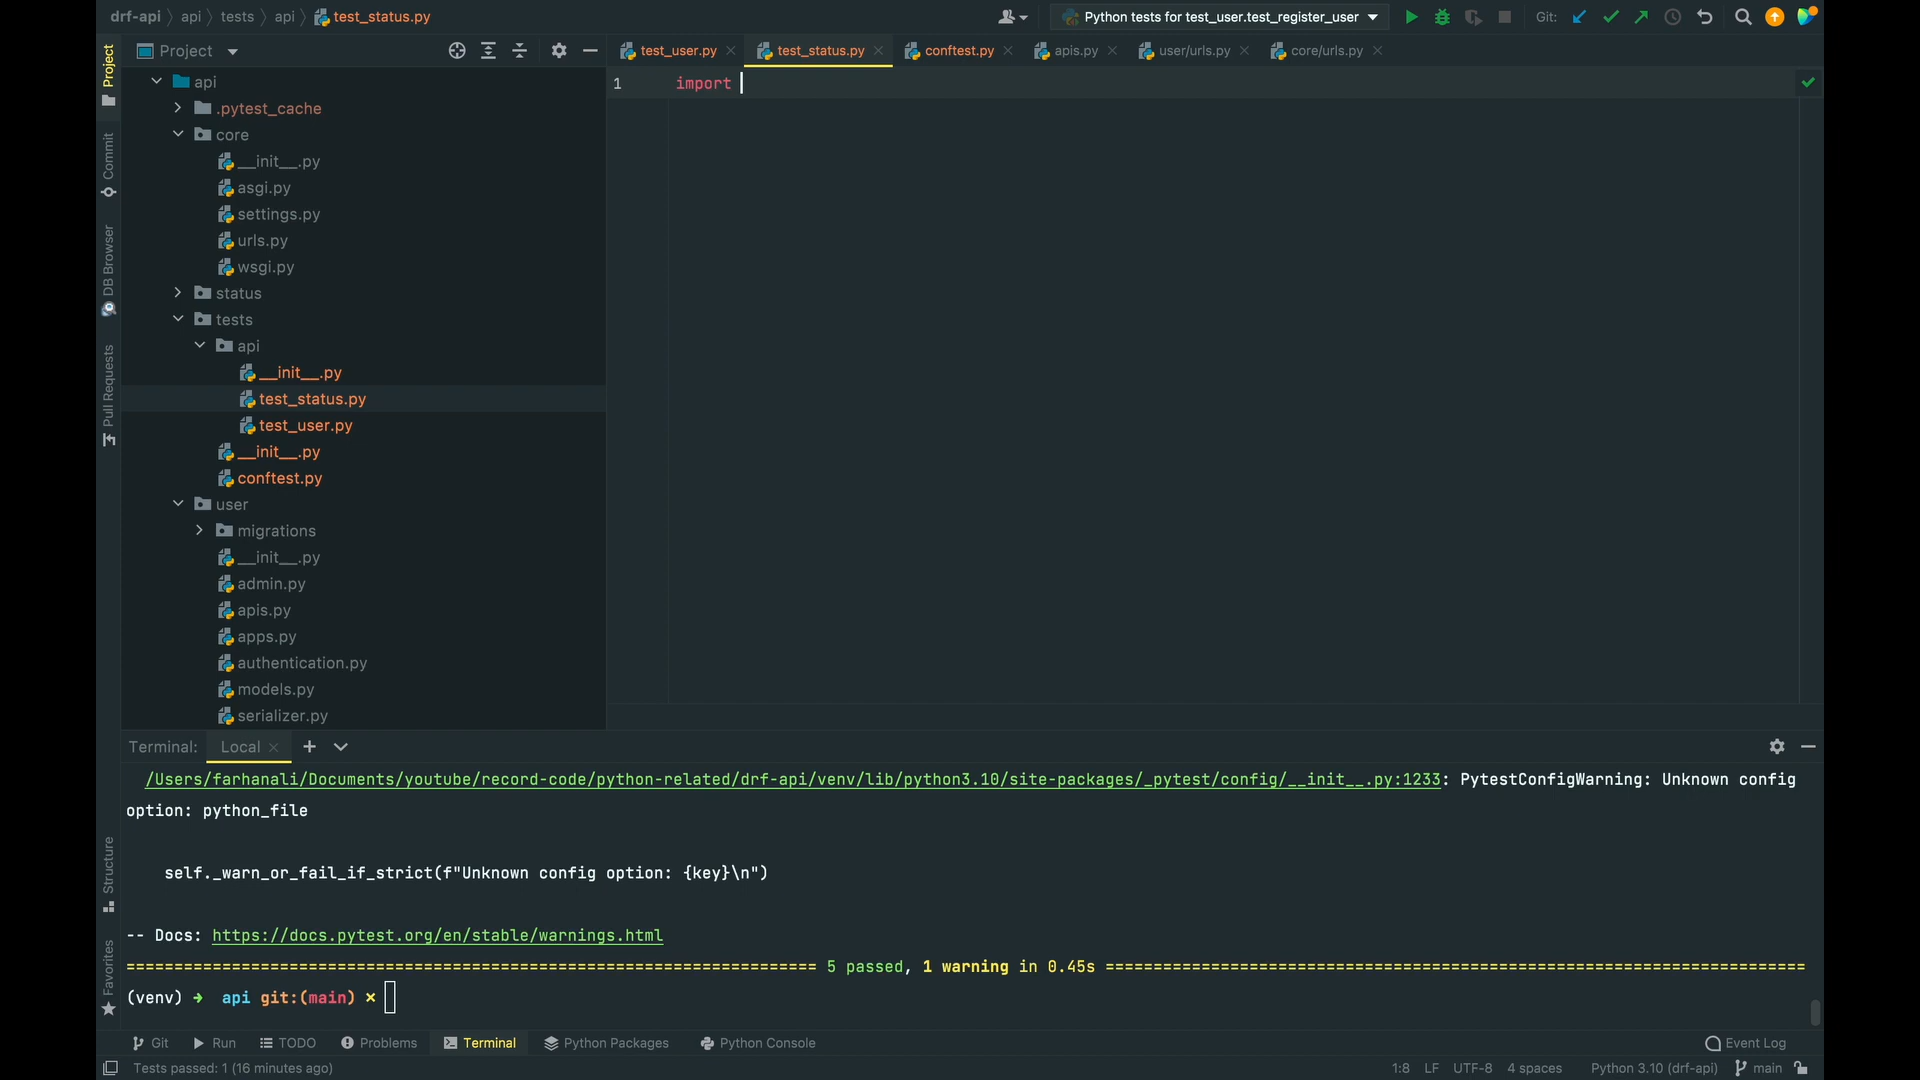 drf-api api tests api test_status.py Python tests for test_user.test_register_user Git:
Project test_user.py test_status.py conftest.py apis.py user/urls.py core/urls.py
Project
Commit
DB Browser
Pull Requests
Structure
Favorites
api
.pytest_cache
core
__init__.py
asgi.py
settings.py
urls.py
wsgi.py
status
tests
api
__init__.py
test_status.py
test_user.py
__init__.py
conftest.py
user
migrations
__init__.py
admin.py
apis.py
apps.py
authentication.py
models.py
serializer.py
1 import
Terminal: Local
/Users/farhanali/Documents/youtube/record-code/python-related/drf-api/venv/lib/python3.10/site-packages/_pytest/config/__init__.py:1233: PytestConfigWarning: Unknown config
option: python_file
self._warn_or_fail_if_strict(f"Unknown config option: {key}\n")
-- Docs: https://docs.pytest.org/en/stable/warnings.html
======================================================================== 5 passed, 1 warning in 0.45s =========================================================================
(venv) ➜ api git:(main) ×
Git Run TODO Problems Terminal Python Packages Python Console Event Log
Tests passed: 1 (16 minutes ago) 1:8 LF UTF-8 4 spaces Python 3.10 (drf-api) main